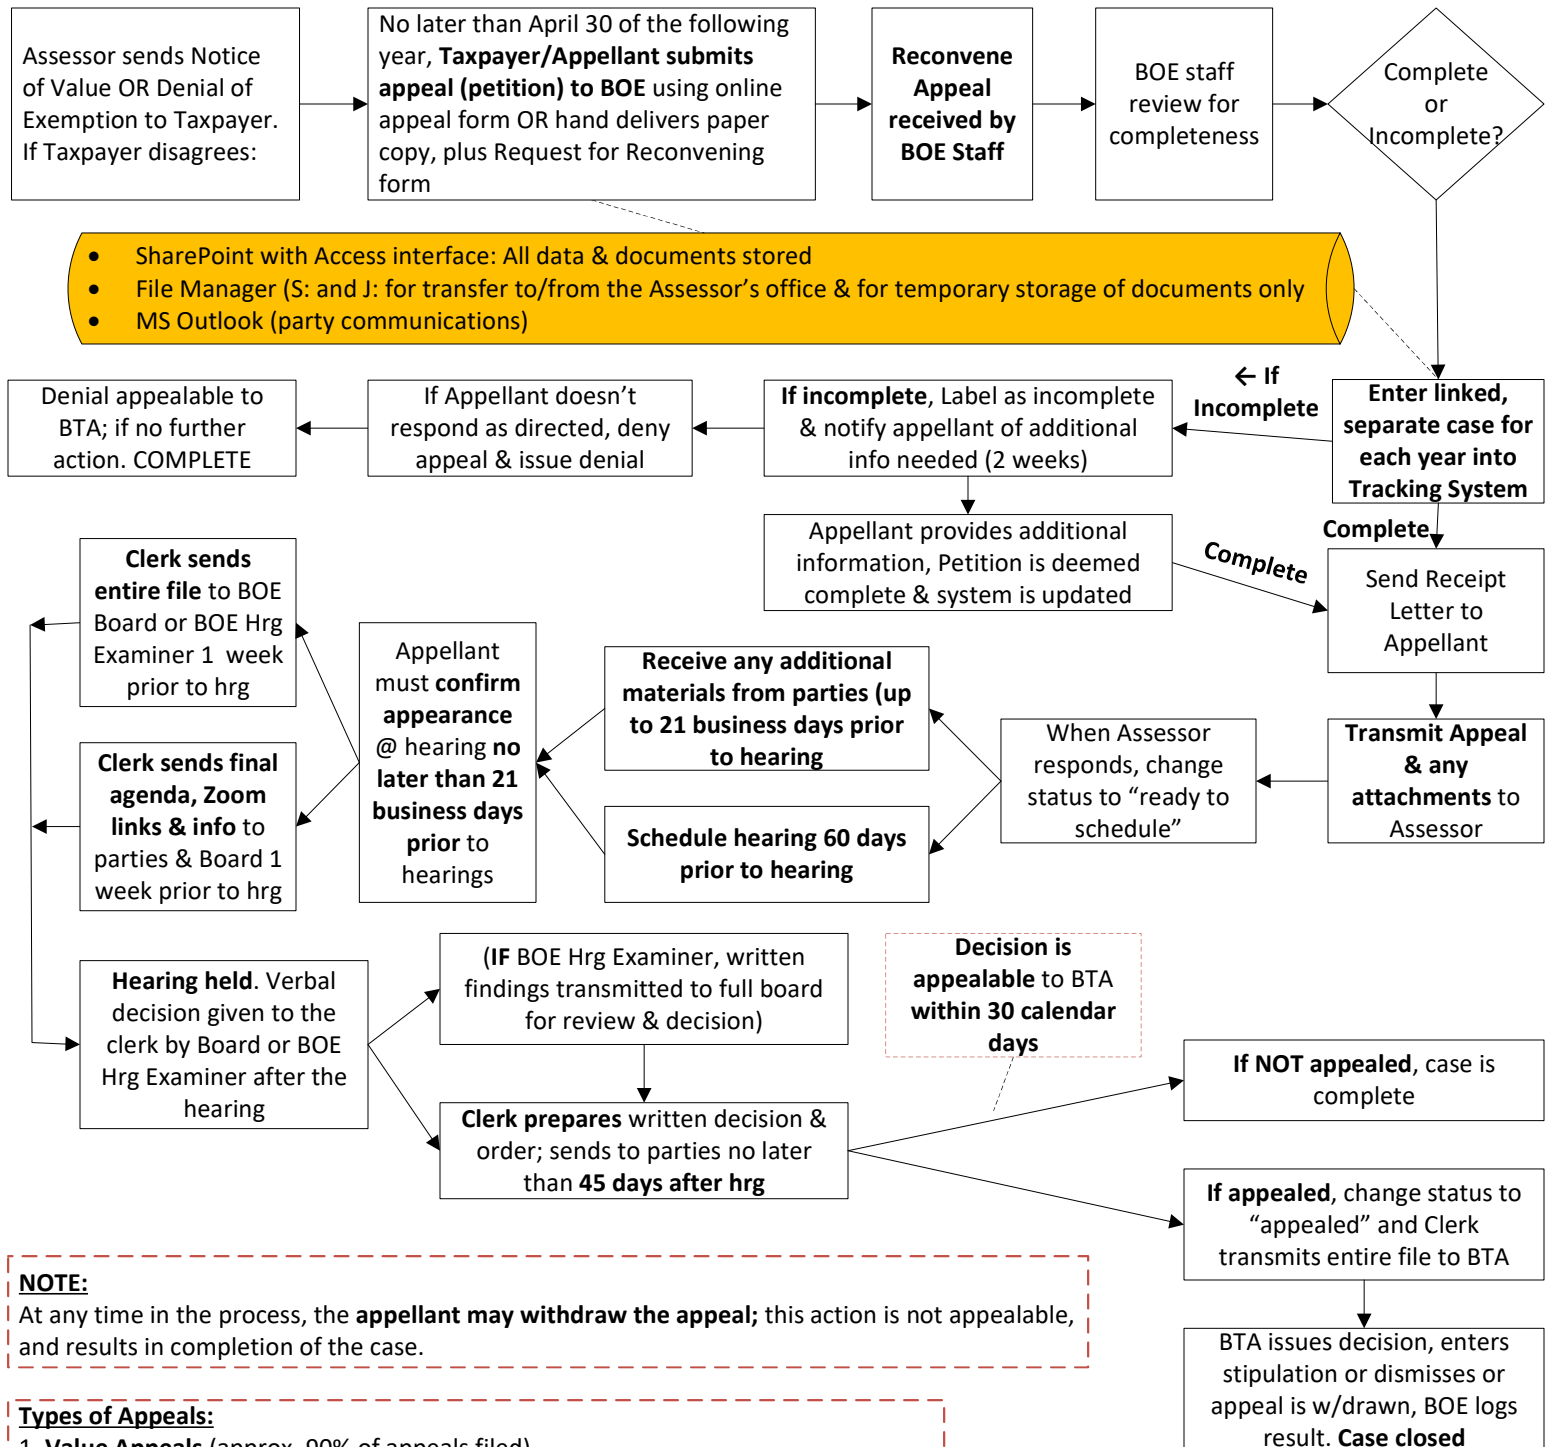 Assessor sends Notice
of Value OR Denial of
Exemption to Taxpayer.
If Taxpayer disagrees:
No later than April 30 of the following
year, Taxpayer/Appellant submits
appeal (petition) to BOE using online
appeal form OR hand delivers paper
copy, plus Request for Reconvening
form
Reconvene
Appeal
received by
BOE Staff
BOE staff
review for
completeness
Complete
or
Incomplete?
• SharePoint with Access interface: All data & documents stored
• File Manager (S: and J: for transfer to/from the Assessor's office & for temporary storage of documents only
• MS Outlook (party communications)
Enter linked,
separate case for
each year into
Tracking System
← If
Incomplete
If incomplete, Label as incomplete
& notify appellant of additional
info needed (2 weeks)
If Appellant doesn't
respond as directed, deny
appeal & issue denial
Denial appealable to
BTA; if no further
action. COMPLETE
Appellant provides additional
information, Petition is deemed
complete & system is updated
Complete
Complete
Send Receipt
Letter to
Appellant
Transmit Appeal
& any
attachments to
Assessor
When Assessor
responds, change
status to “ready to
schedule”
Receive any additional
materials from parties (up
to 21 business days prior
to hearing
Schedule hearing 60 days
prior to hearing
Appellant
must confirm
appearance
@ hearing no
later than 21
business days
prior to
hearings
Clerk sends
entire file to BOE
Board or BOE Hrg
Examiner 1 week
prior to hrg
Clerk sends final
agenda, Zoom
links & info to
parties & Board 1
week prior to hrg
Hearing held. Verbal
decision given to the
clerk by Board or BOE
Hrg Examiner after the
hearing
(IF BOE Hrg Examiner, written
findings transmitted to full board
for review & decision)
Clerk prepares written decision &
order; sends to parties no later
than 45 days after hrg
Decision is
appealable to BTA
within 30 calendar
days
If NOT appealed, case is
complete
If appealed, change status to
“appealed” and Clerk
transmits entire file to BTA
BTA issues decision, enters
stipulation or dismisses or
appeal is w/drawn, BOE logs
result. Case closed
NOTE:
At any time in the process, the appellant may withdraw the appeal; this action is not appealable,
and results in completion of the case.
Types of Appeals:
1. Value Appeals (approx. 90% of appeals filed)